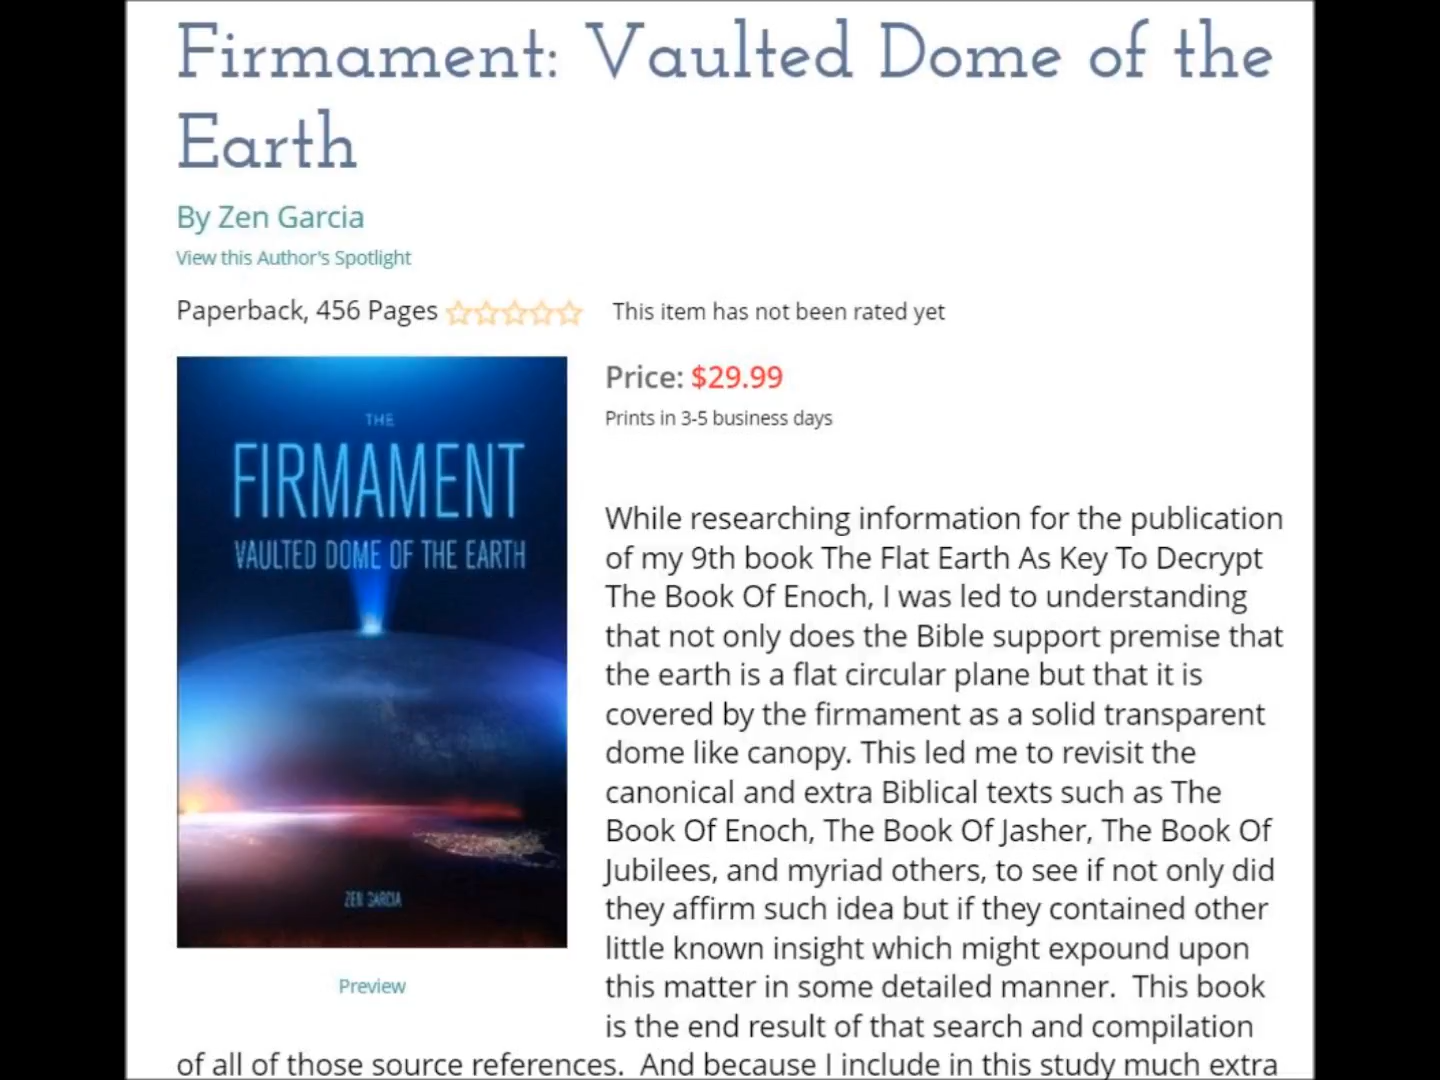 Firmament: Vaulted Dome of the
Earth
By Zen Garcia
View this Author's Spotlight
Paperback, 456 Pages
This item has not been rated yet
THE
FIRMAMENT
VAULTED DOME OF THE EARTH
ZEN GARCIA
Preview
Price: $29.99
Prints in 3-5 business days
While researching information for the publication
of my 9th book The Flat Earth As Key To Decrypt
The Book Of Enoch, I was led to understanding
that not only does the Bible support premise that
the earth is a flat circular plane but that it is
covered by the firmament as a solid transparent
dome like canopy. This led me to revisit the
canonical and extra Biblical texts such as The
Book Of Enoch, The Book Of Jasher, The Book Of
Jubilees, and myriad others, to see if not only did
they affirm such idea but if they contained other
little known insight which might expound upon
this matter in some detailed manner.  This book
is the end result of that search and compilation
of all of those source references.  And because I include in this study much extra